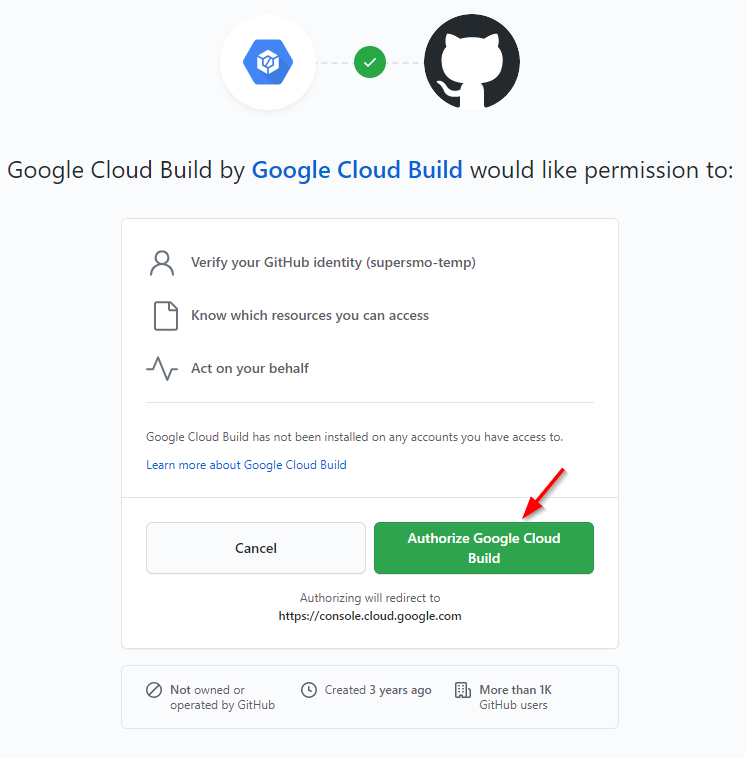 Google Cloud Build by Google Cloud Build would like permission to:
Verify your GitHub identity (supersmo-temp)
Know which resources you can access
Act on your behalf
Google Cloud Build has not been installed on any accounts you have access to.
Learn more about Google Cloud Build
Cancel
Authorize Google Cloud
Build
Authorizing will redirect to
https://console.cloud.google.com
Not owned or
operated by GitHub
Created 3 years ago
More than 1K
GitHub users